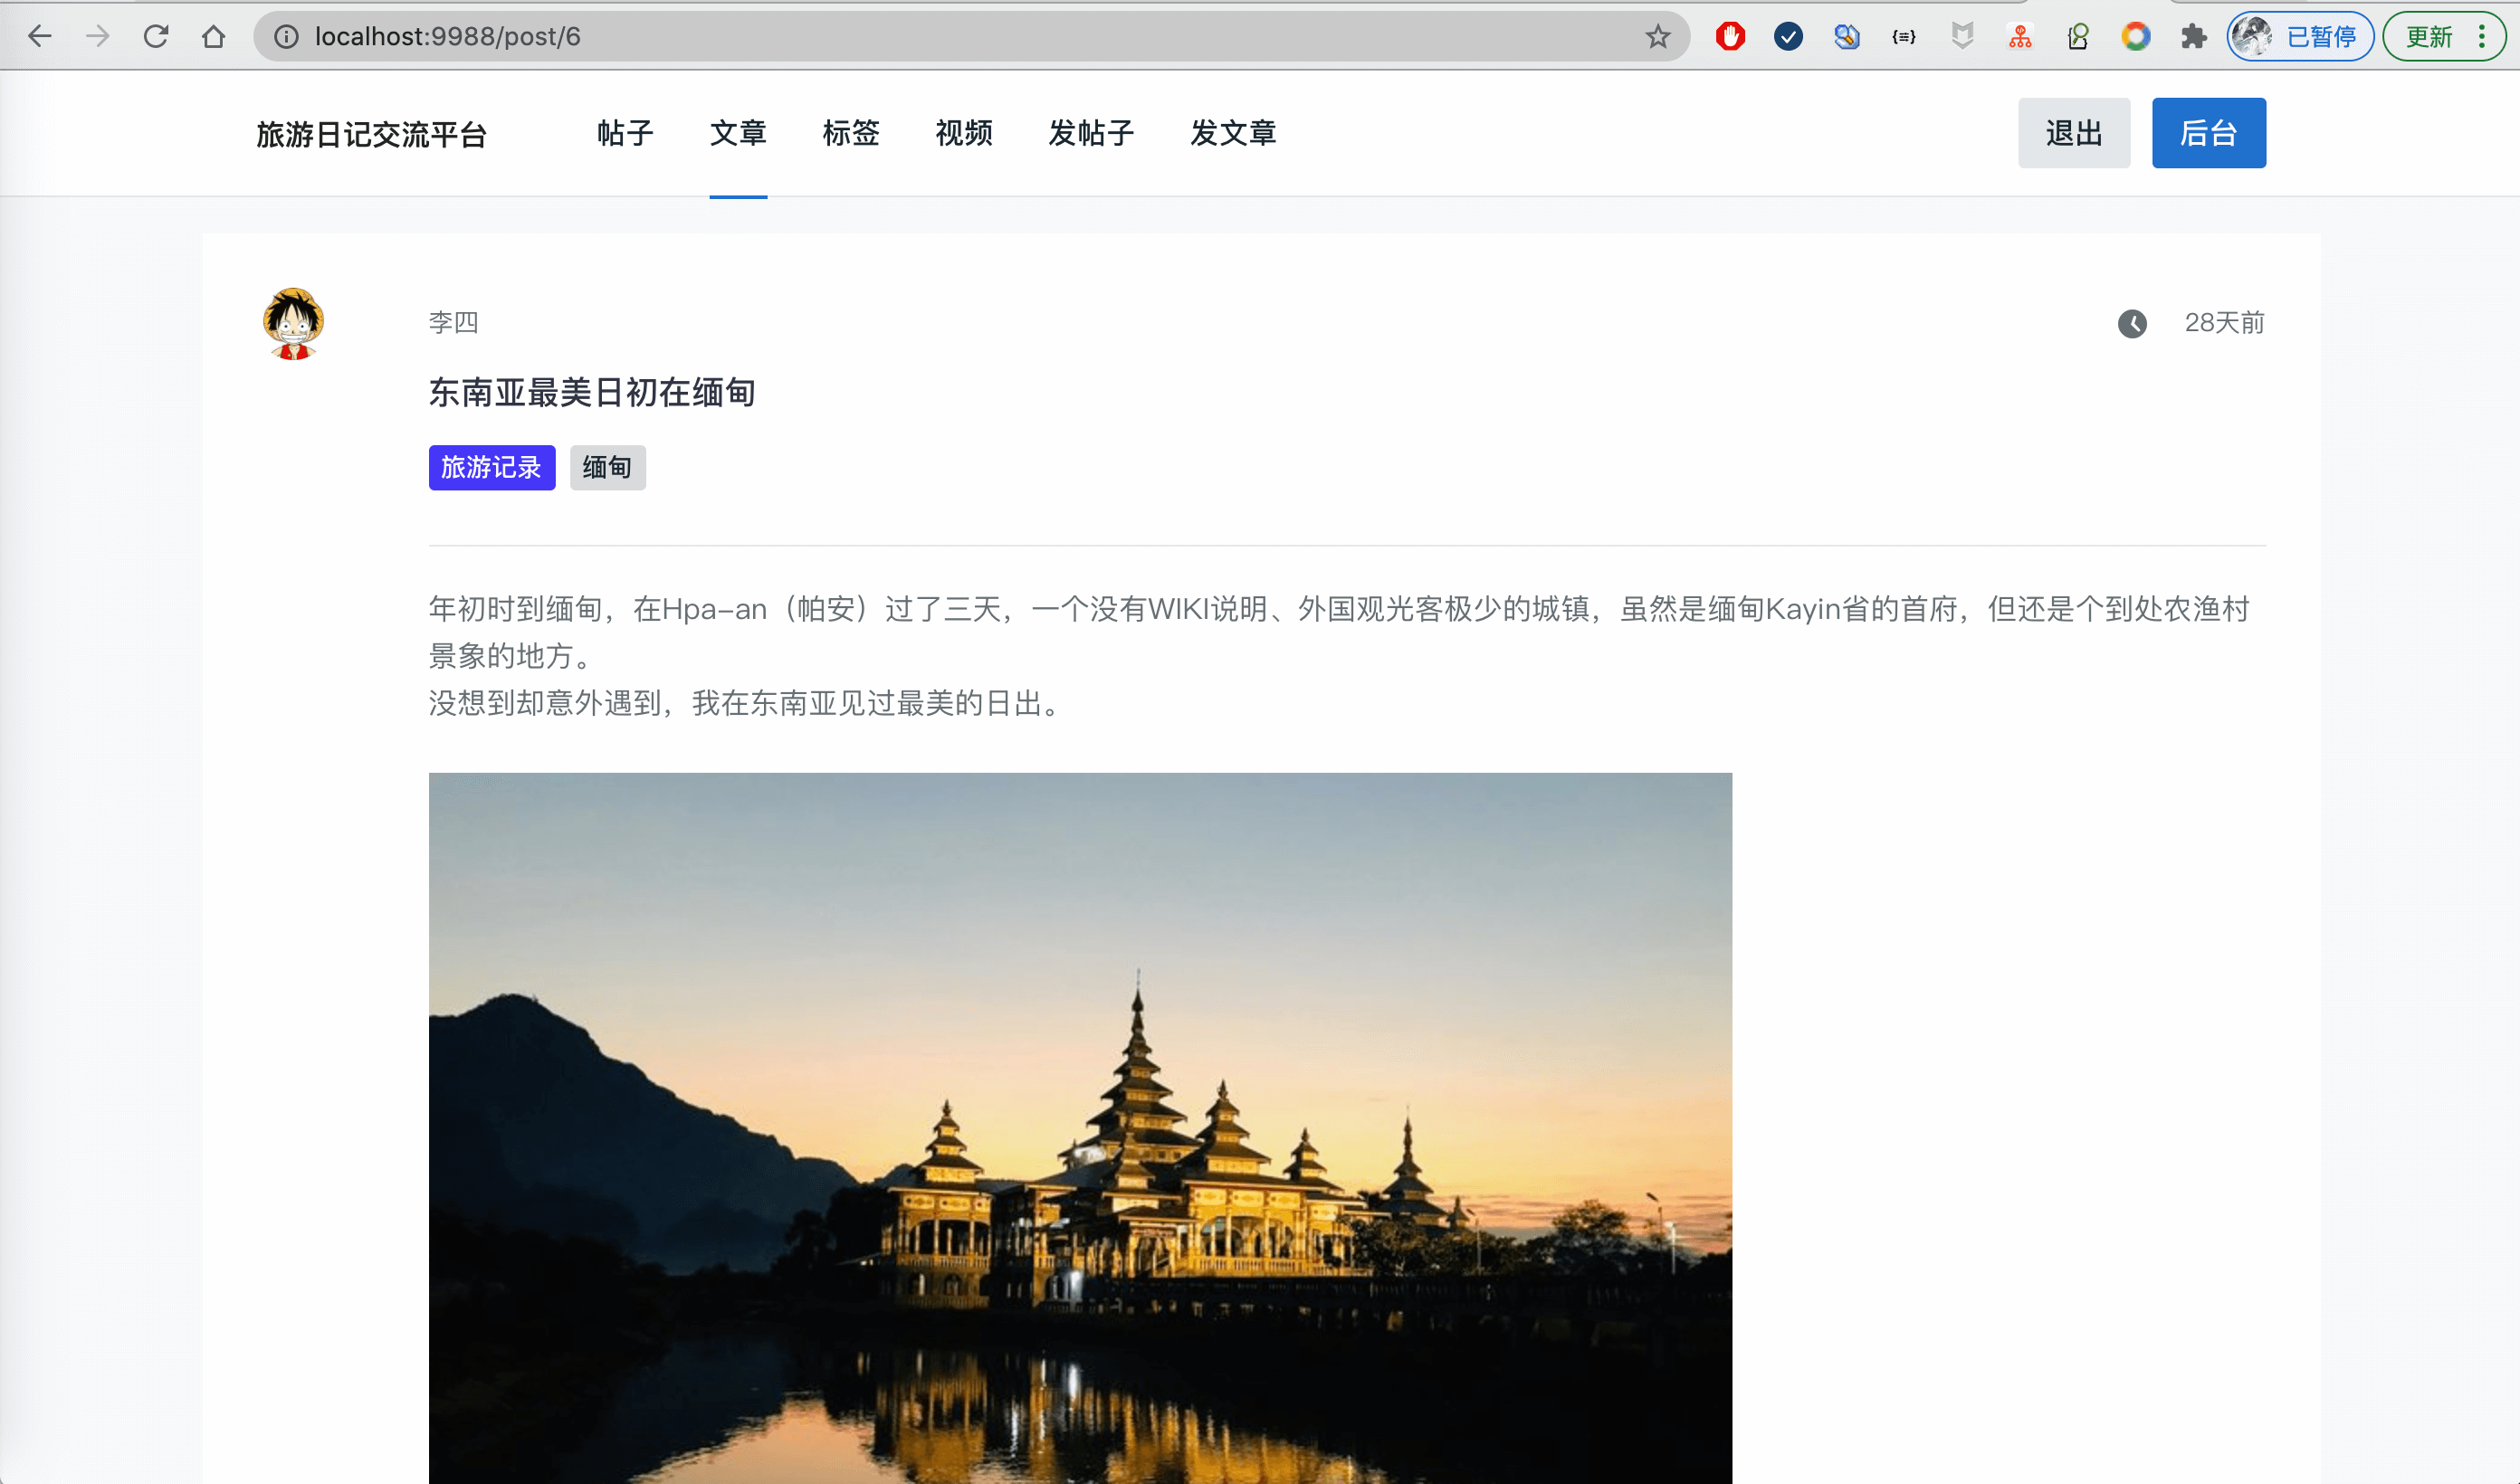 localhost:9988/post/6
已暂停
更新
旅游日记交流平台
帖子
文章
标签
视频
发帖子
发文章
退出
后台
李四
28天前
东南亚最美日初在缅甸
旅游记录
缅甸
年初时到缅甸，在Hpa-an（帕安）过了三天，一个没有WIKI说明、外国观光客极少的城镇，虽然是缅甸Kayin省的首府，但还是个到处农渔村
景象的地方。
没想到却意外遇到，我在东南亚见过最美的日出。